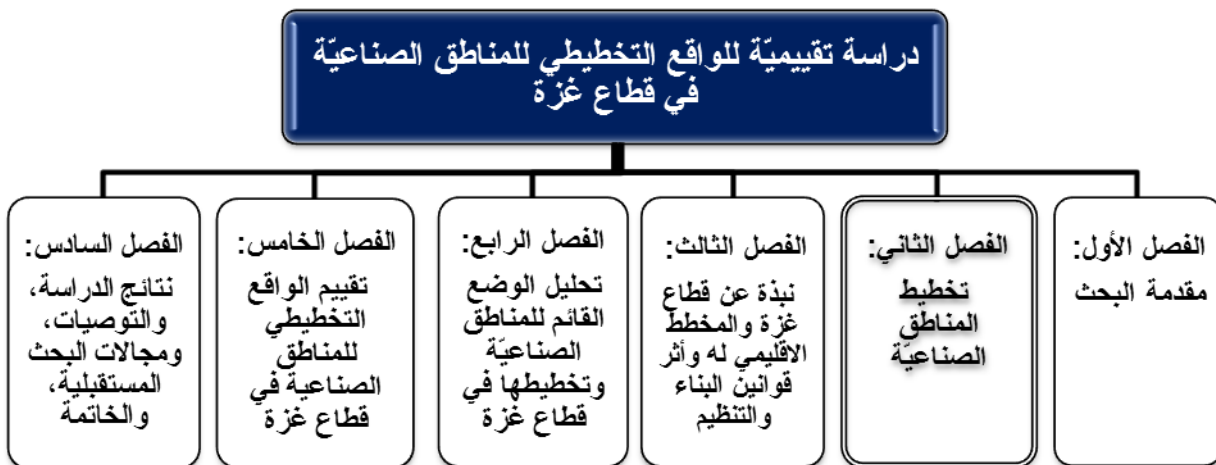 دراسة تقييميّة للواقع التخطيطي للمناطق الصناعيّة
في قطاع غزة
الفصل الأول:
مقدمة البحث
الفصل الثاني:
تخطيط
المناطق
الصناعيّة
الفصل الثالث:
نبذة عن قطاع
غزة والمخطط
الاقليمي له وأثر
قوانين البناء
والتنظيم
الفصل الرابع:
تحليل الوضع
القائم للمناطق
الصناعيّة
وتخطيطها في
قطاع غزة
الفصل الخامس:
تقييم الواقع
التخطيطي
للمناطق
الصناعية في
قطاع غزة
الفصل السادس:
نتائج الدراسة،
والتوصيات،
ومجالات البحث
المستقبلية،
والخاتمة